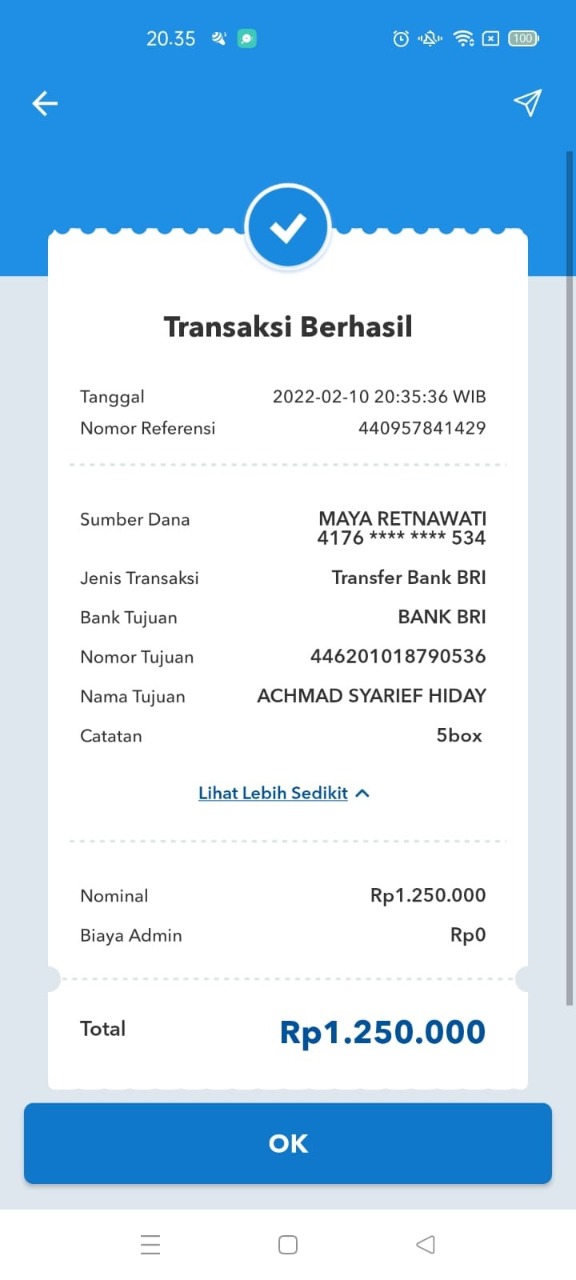 20.35
100
Transaksi Berhasil
Tanggal 2022-02-10 20:35:36 WIB
Nomor Referensi 440957841429
Sumber Dana MAYA RETNAWATI
4176 **** **** 534
Jenis Transaksi Transfer Bank BRI
Bank Tujuan BANK BRI
Nomor Tujuan 446201018790536
Nama Tujuan ACHMAD SYARIEF HIDAY
Catatan 5box
Lihat Lebih Sedikit
Nominal Rp1.250.000
Biaya Admin Rp0
Total Rp1.250.000
OK